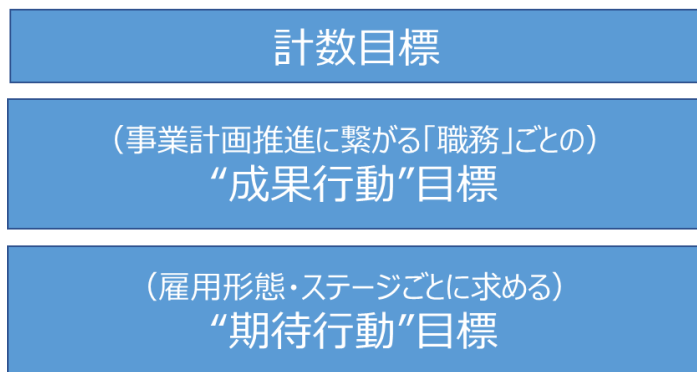 計数目標
（事業計画推進に繋がる「職務」ごとの）
“成果行動”目標
（雇用形態・ステージごとに求める）
“期待行動”目標